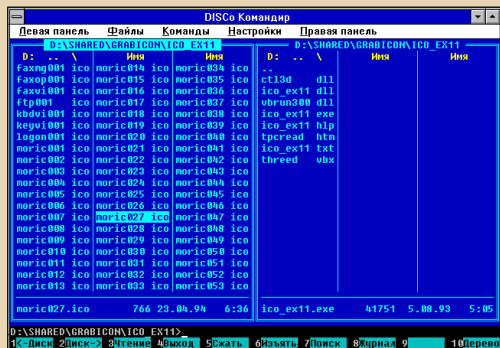 DISCo Командир
Левая панель Файлы Команды Настройки Правая панель
D:\SHARED\GRABICON\ICO_EX11 D:\SHARED\GRABICON\ICO_EX11
D: .. \ Имя Имя D: .. \ Имя Имя
faxmg001 ico moric014 ico moric034 ico ..
faxop001 ico moric015 ico moric035 ico ctl3d dll
faxvi001 ico moric016 ico moric036 ico ico_ex11 dll
ftp001 ico moric017 ico moric037 ico vbrun300 dll
kbdvi001 ico moric018 ico moric038 ico ico_ex11 exe
keyvi001 ico moric019 ico moric039 ico ico_ex11 hlp
logon001 ico moric020 ico moric040 ico tpcread htm
moric001 ico moric021 ico moric041 ico ico_ex11 txt
moric002 ico moric022 ico moric042 ico threed vbx
moric003 ico moric023 ico moric043 ico
moric004 ico moric024 ico moric044 ico
moric005 ico moric025 ico moric045 ico
moric006 ico moric026 ico moric046 ico
moric007 ico moric027 ico moric047 ico
moric008 ico moric028 ico moric048 ico
moric009 ico moric029 ico moric049 ico
moric010 ico moric030 ico moric050 ico
moric011 ico moric031 ico moric051 ico
moric012 ico moric032 ico moric052 ico
moric013 ico moric033 ico moric053 ico
moric027.ico 766 23.04.94 6:36 ico_ex11.exe 41751 5.08.93 5:05
D:\SHARED\GRABICON\ICO_EX11>_
1<-Диск 2Диск-> 3Чтение 4Выход 5Сжать 6Изъять 7Поиск 8Журнал 9 10Перево